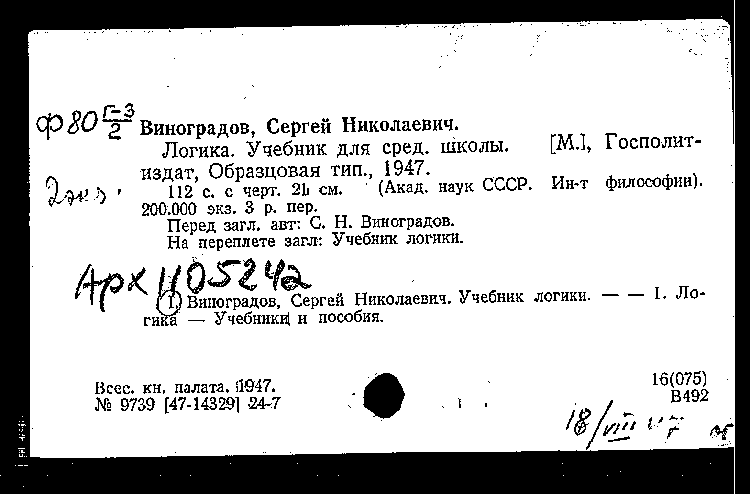 Ф80 Г-3/2
Виноградов, Сергей Николаевич.
Логика. Учебник для сред. школы. [М.], Госполит-
издат, Образцовая тип., 1947.
2 экз.
112 с. с черт. 21 см. (Акад. наук СССР. Ин-т философии).
200.000 экз. 3 р. пер.
Перед загл. авт: С. Н. Виноградов.
На переплете загл: Учебник логики.
Арх 1105242
I. Виноградов, Сергей Николаевич. Учебник логики. — — I. Ло-
гика — Учебники и пособия.
Всес. кн. палата. 1947.
№ 9739 [47-14329] 24-7
16(075)
В492
18/VIII